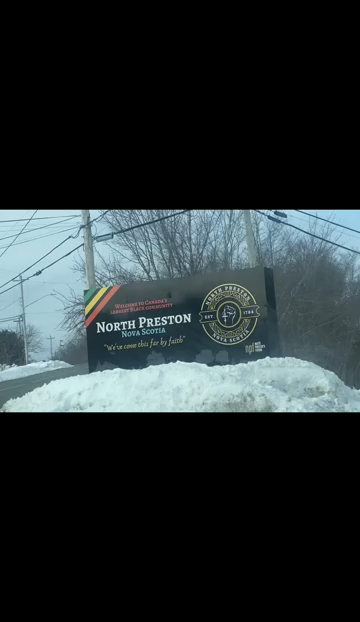 Welcome to Canada's
Largest Black Community
North Preston
Nova Scotia
"We've come this far by faith"
NORTH PRESTON
EST. 1784
NOVA SCOTIA